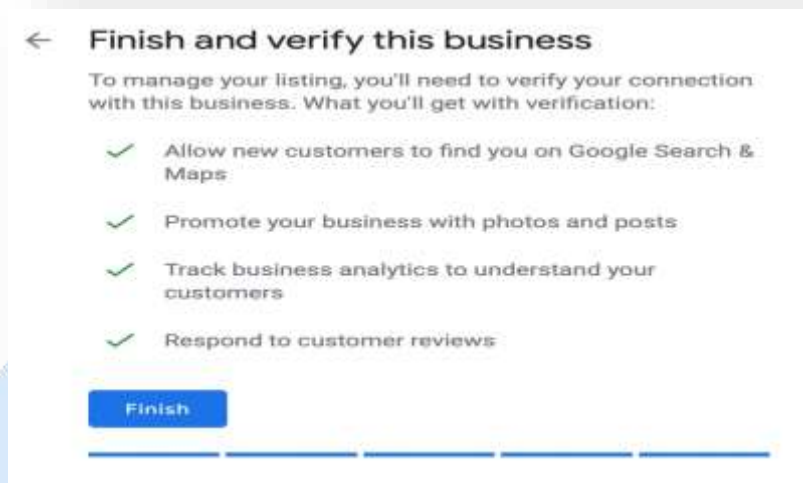 Finish and verify this business
To manage your listing, you'll need to verify your connection
with this business. What you'll get with verification:
Allow new customers to find you on Google Search &
Maps
Promote your business with photos and posts
Track business analytics to understand your
customers
Respond to customer reviews
Finish